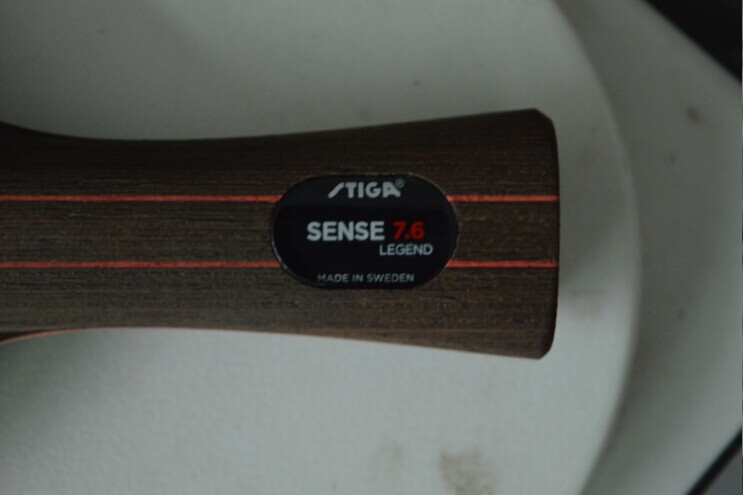 STIGA®
SENSE 7.6
LEGEND
MADE IN SWEDEN